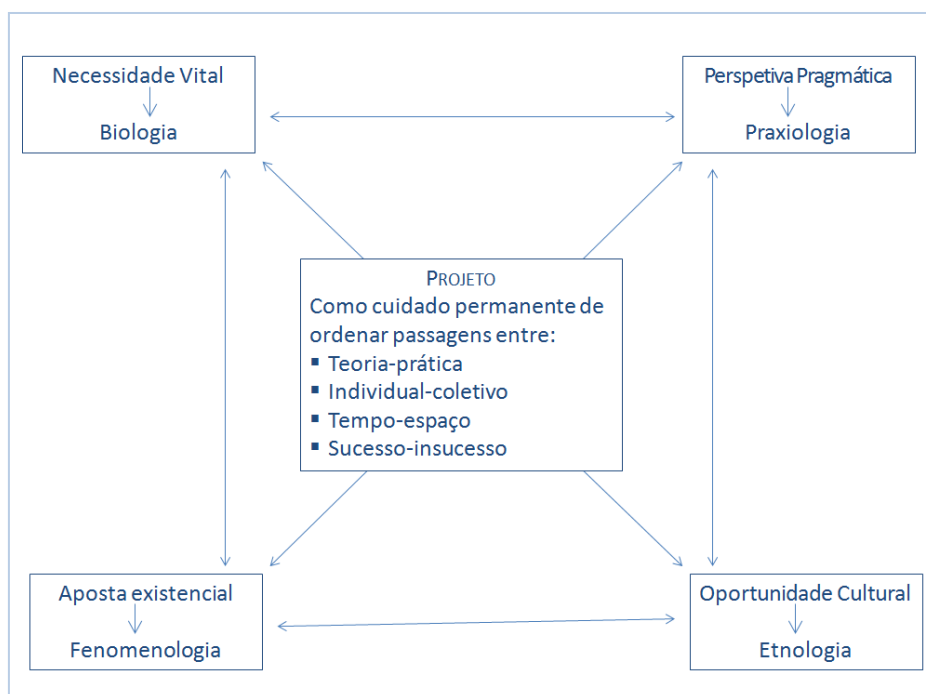 Necessidade Vital
Biologia
Perspetiva Pragmática
Praxiologia
PROJETO
Como cuidado permanente de
ordenar passagens entre:
▪ Teoria-prática
▪ Individual-coletivo
▪ Tempo-espaço
▪ Sucesso-insucesso
Aposta existencial
Fenomenologia
Oportunidade Cultural
Etnologia